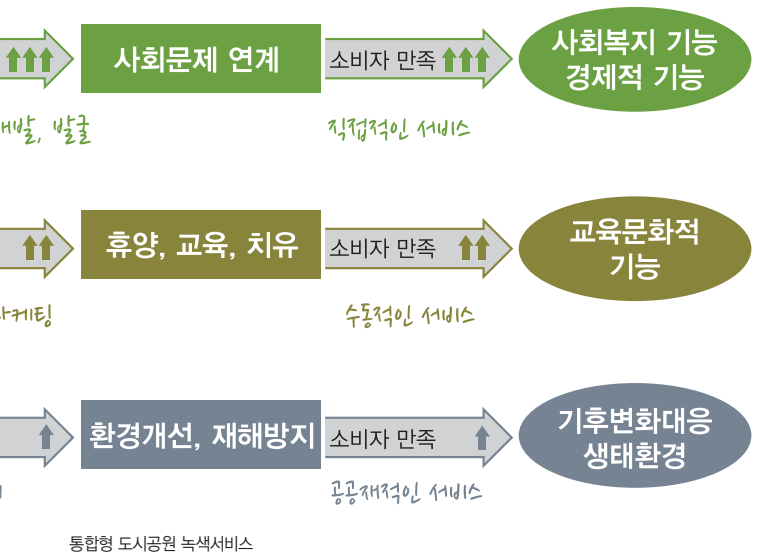 사회문제 연계
소비자 만족
사회복지 기능
경제적 기능
발굴
직접적인 서비스
휴양, 교육, 치유
소비자 만족
교육문화적
기능
수동적인 서비스
환경개선, 재해방지
소비자 만족
기후변화대응
생태환경
공공재적인 서비스
통합형 도시공원 녹색서비스